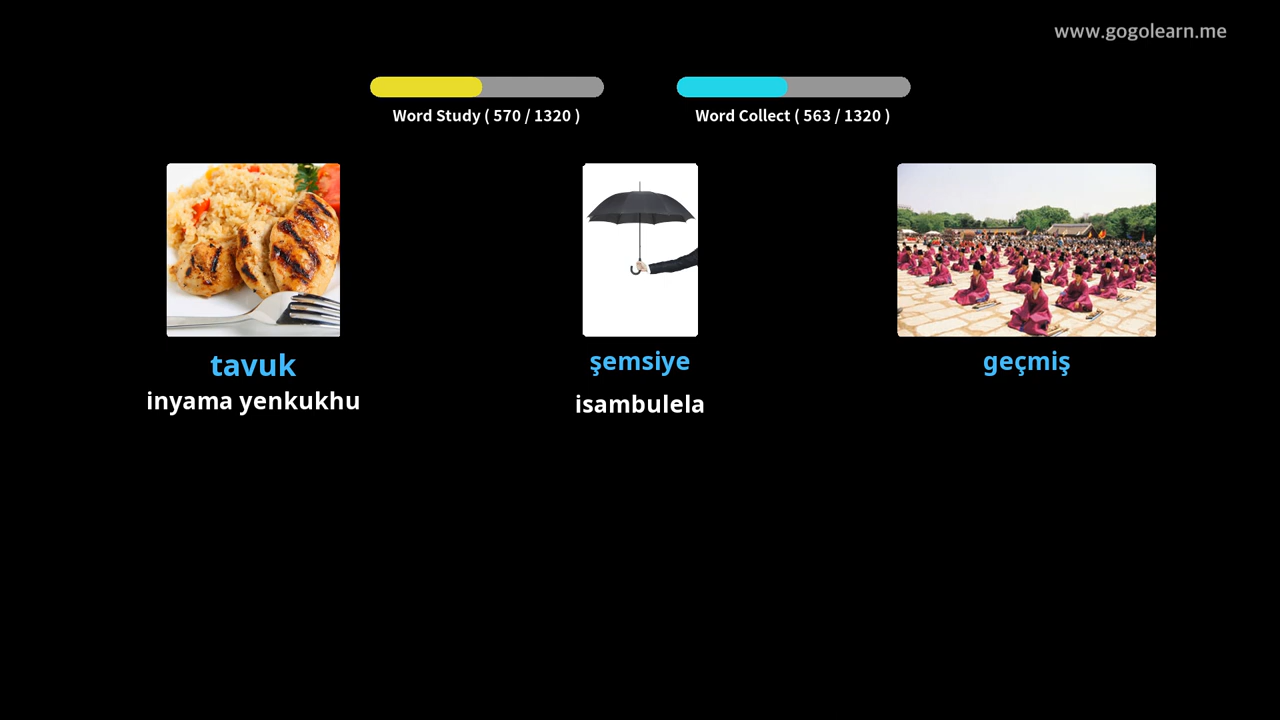 www.gogolearn.me
Word Study ( 570 / 1320 )
Word Collect ( 563 / 1320 )
tavuk
inyama yenkukhu
şemsiye
isambulela
geçmiş